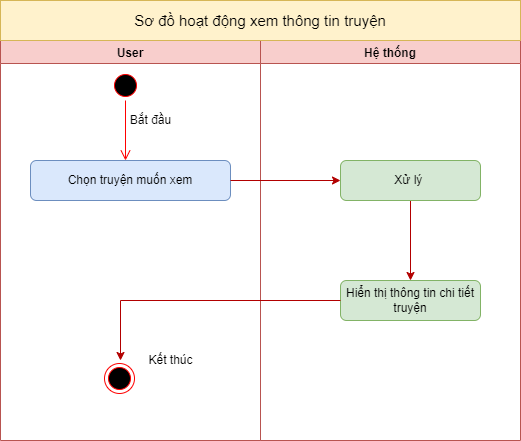 Sơ đồ hoạt động xem thông tin truyện
User
Hệ thống
Bắt đầu
Chọn truyện muốn xem
Xử lý
Hiển thị thông tin chi tiết
truyện
Kết thúc